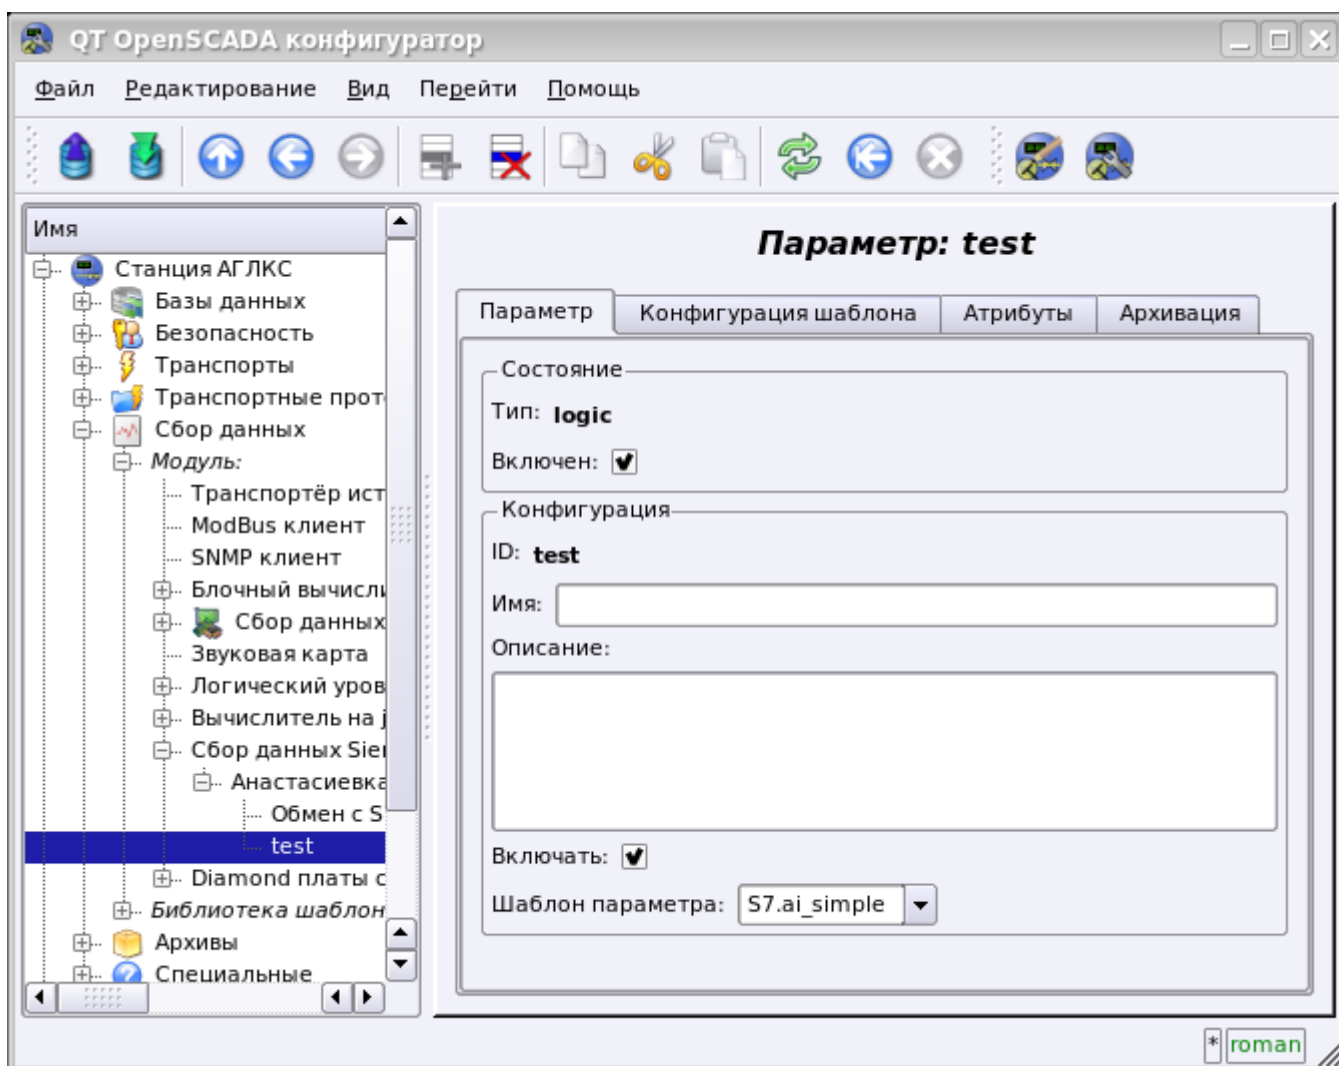 QT OpenSCADA конфигуратор
Файл Редактирование Вид Перейти Помощь
Имя
Станция АГЛКС
Базы данных
Безопасность
Транспорты
Транспортные прот
Сбор данных
Модуль:
Транспортёр ист
ModBus клиент
SNMP клиент
Блочный вычисли
Сбор данных
Звуковая карта
Логический уров
Вычислитель на j
Сбор данных Sie
Анастасиевка
Обмен с S
test
Diamond платы с
Библиотека шаблон
Архивы
Специальные
Параметр: test
Параметр Конфигурация шаблона Атрибуты Архивация
Состояние
Тип: logic
Включен:
Конфигурация
ID: test
Имя:
Описание:
Включать:
Шаблон параметра: S7.ai_simple
* roman